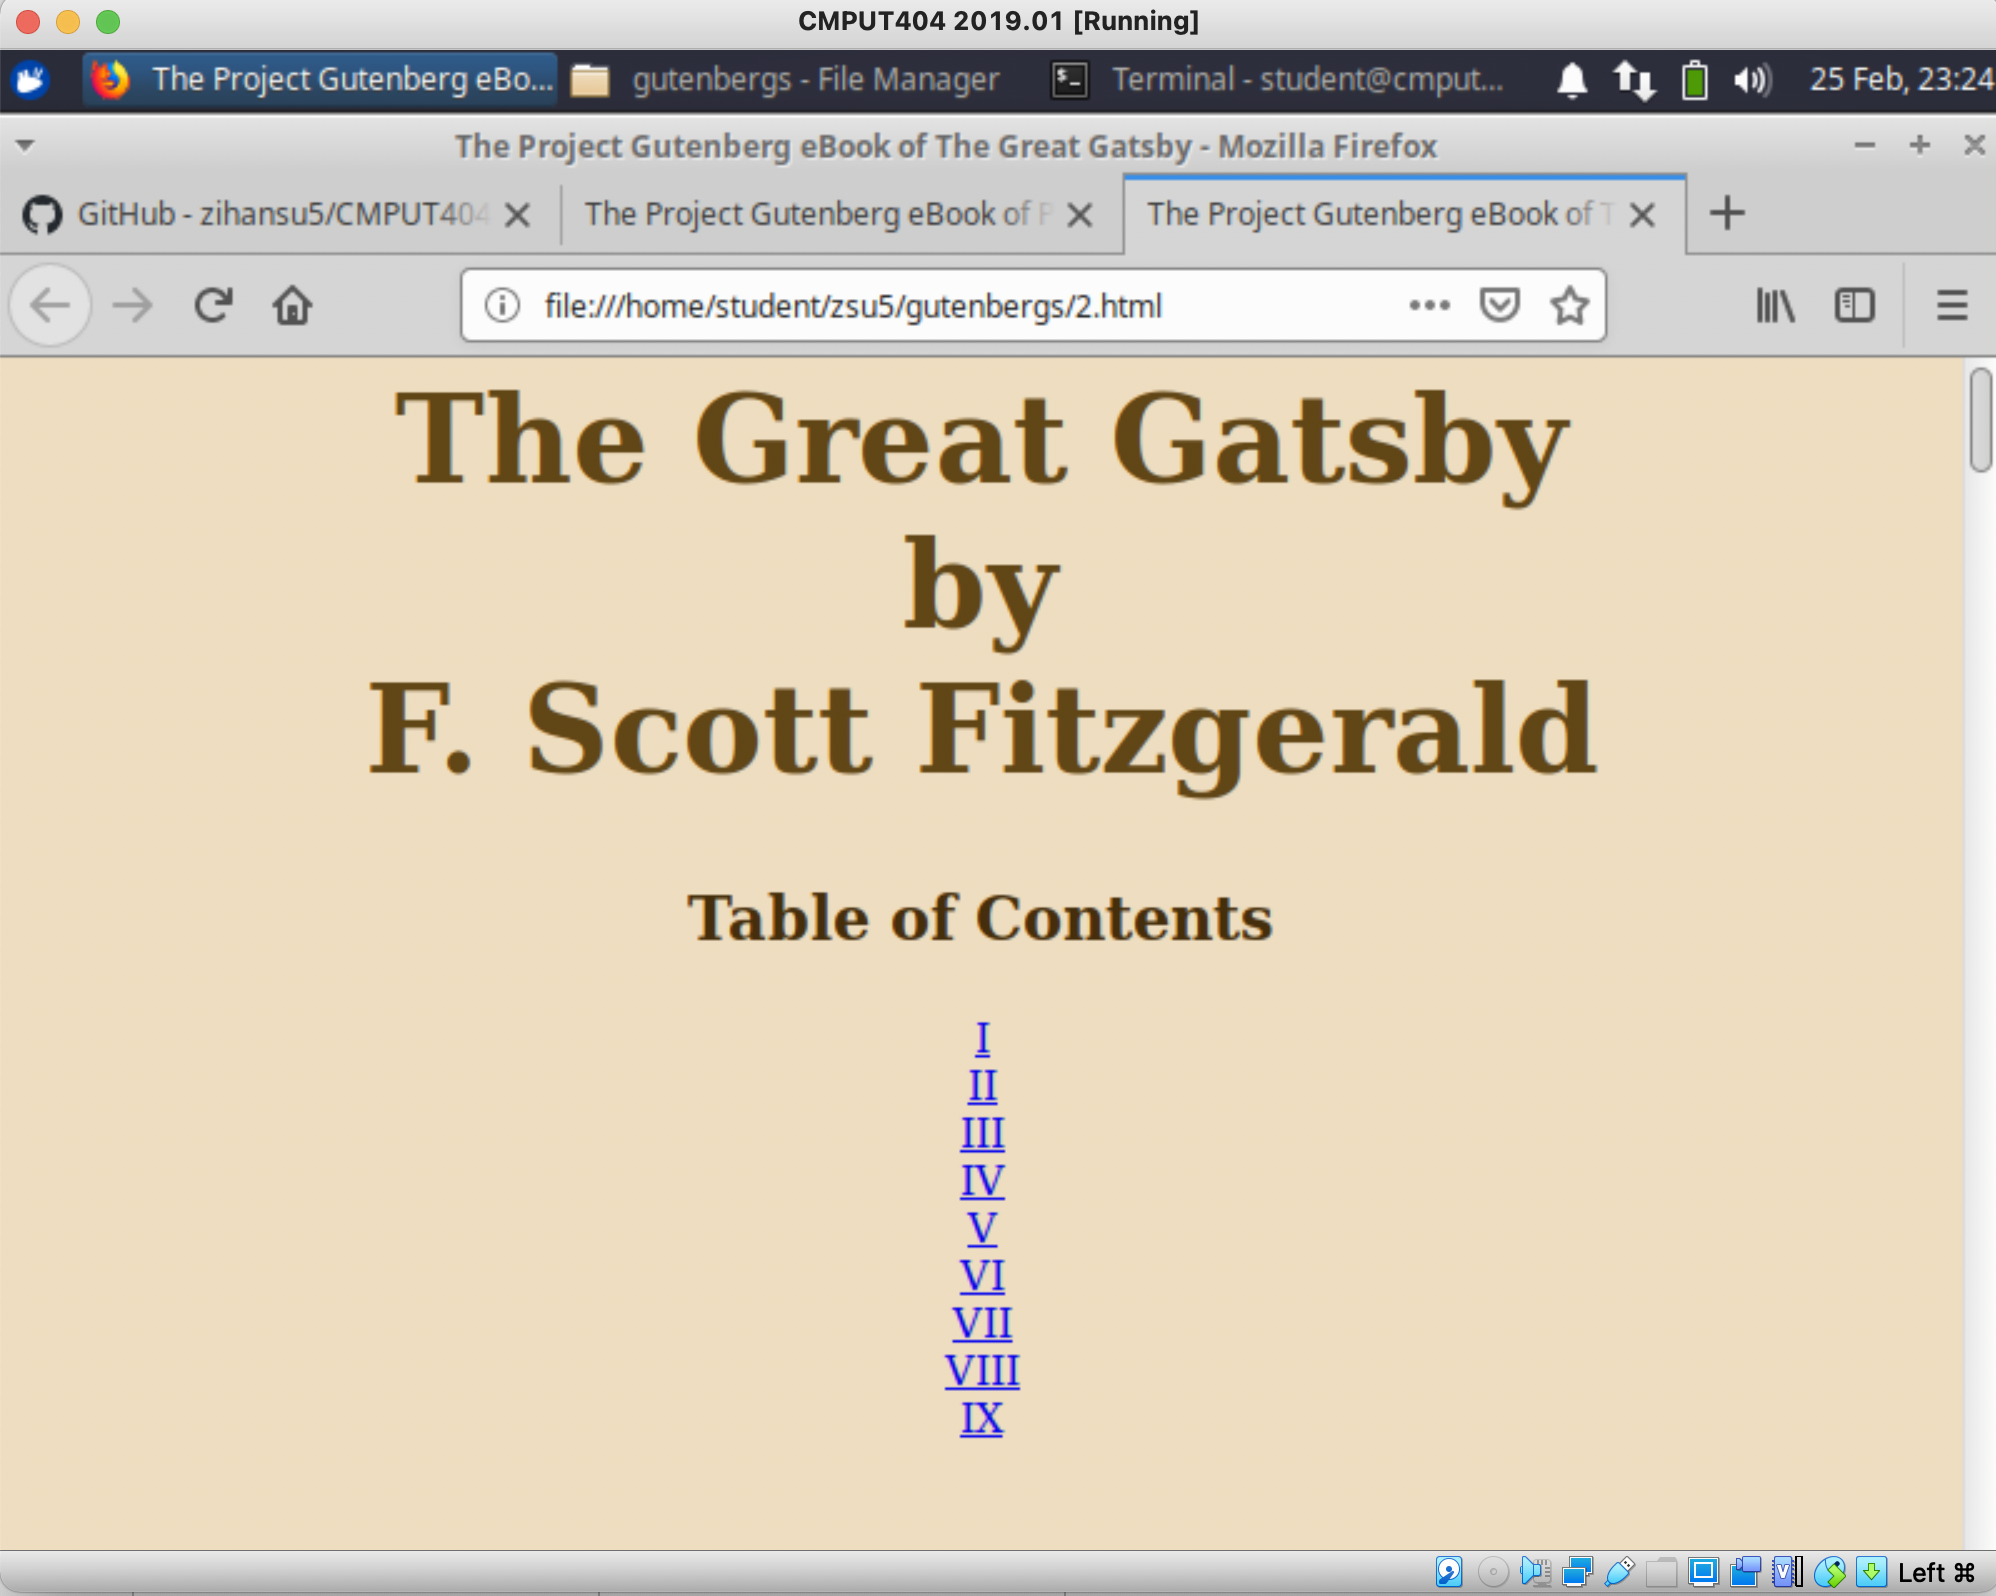 CMPUT404 2019.01 [Running]
The Project Gutenberg eBo... gutenbergs - File Manager Terminal - student@cmput... 25 Feb, 23:24
The Project Gutenberg eBook of The Great Gatsby - Mozilla Firefox
GitHub - zihansu5/CMPUT404 The Project Gutenberg eBook of P The Project Gutenberg eBook of T
file:///home/student/zsu5/gutenbergs/2.html
The Great Gatsby
by
F. Scott Fitzgerald
Table of Contents
I
II
III
IV
V
VI
VII
VIII
IX
Left ⌘